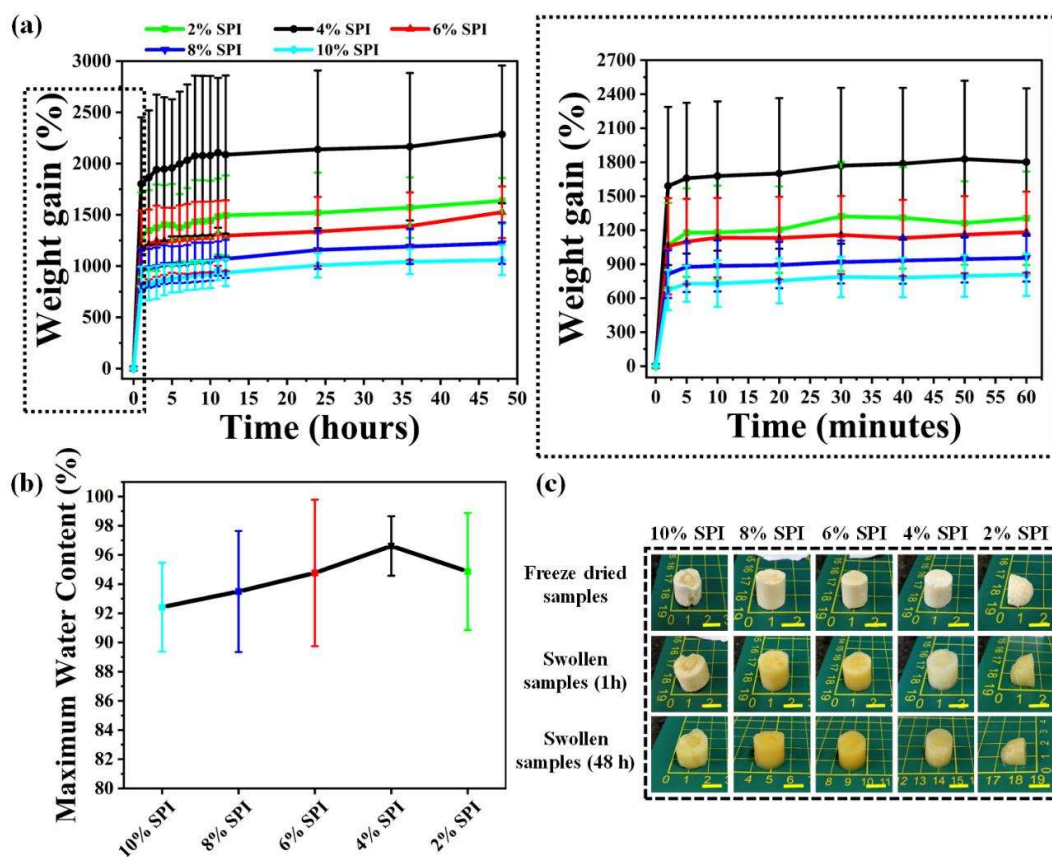 (a)
2% SPI 4% SPI 6% SPI
8% SPI 10% SPI
Weight gain (%)
3000
2500
2000
1500
1000
500
0
0 5 10 15 20 25 30 35 40 45 50
Time (hours)
Weight gain (%)
2700
2400
2100
1800
1500
1200
900
600
300
0
0 5 10 15 20 25 30 35 40 45 50 55 60
Time (minutes)
(b)
Maximum Water Content (%)
100
98
96
94
92
90
88
86
84
82
80
10% SPI 8% SPI 6% SPI 4% SPI 2% SPI
(c)
10% SPI 8% SPI 6% SPI 4% SPI 2% SPI
Freeze dried
samples
Swollen
samples (1h)
Swollen
samples (48 h)